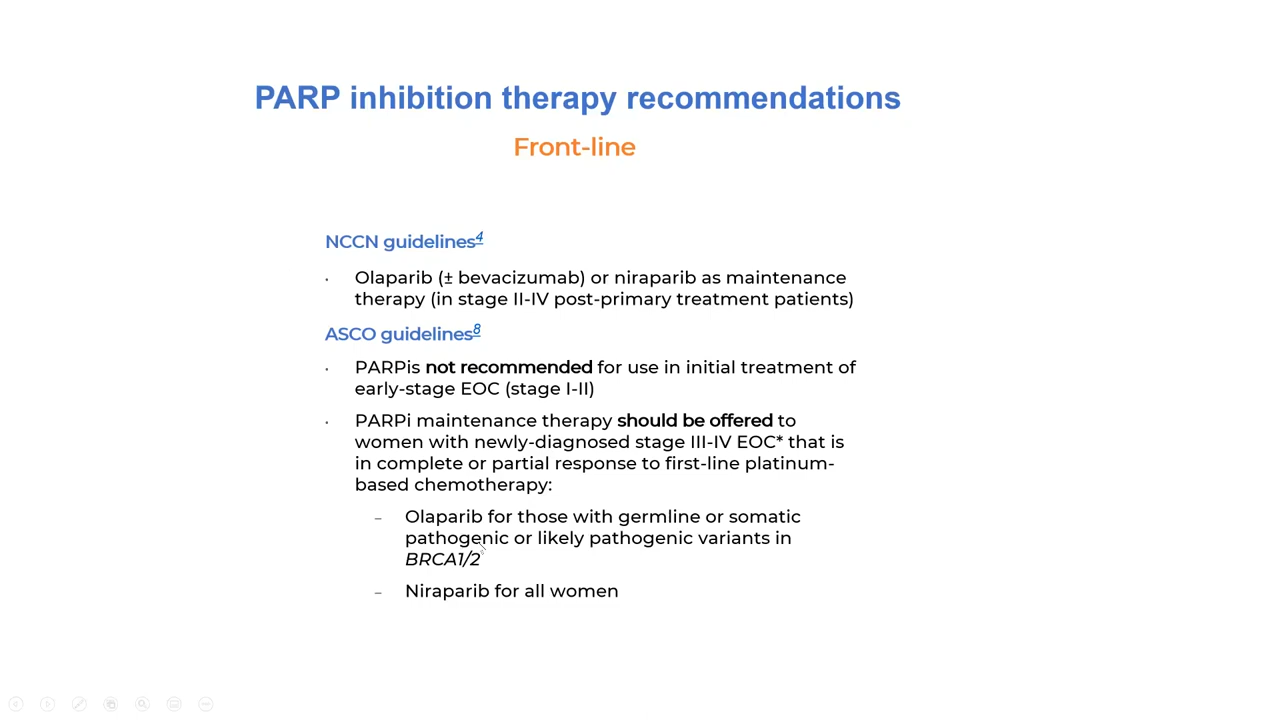 PARP inhibition therapy recommendations
Front-line
NCCN guidelines4
· Olaparib (± bevacizumab) or niraparib as maintenance
therapy (in stage II-IV post-primary treatment patients)
ASCO guidelines8
· PARPis not recommended for use in initial treatment of
early-stage EOC (stage I-II)
· PARPi maintenance therapy should be offered to
women with newly-diagnosed stage III-IV EOC* that is
in complete or partial response to first-line platinum-
based chemotherapy:
– Olaparib for those with germline or somatic
pathogenic or likely pathogenic variants in
BRCA1/2
– Niraparib for all women